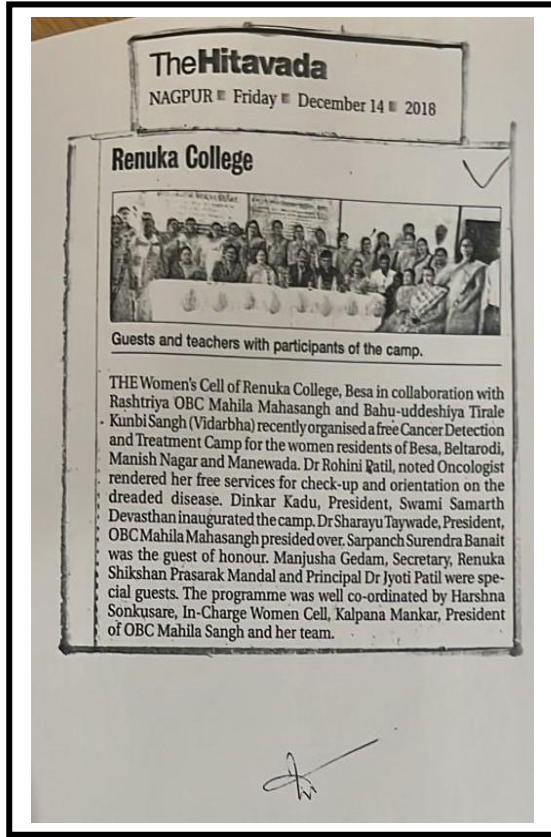 TheHitavada
NAGPUR ■ Friday ■ December 14 ■ 2018
Renuka College
Guests and teachers with participants of the camp.
THE Women's Cell of Renuka College, Besa in collaboration with
Rashtriya OBC Mahila Mahasangh and Bahu-uddeshiya Tirale
Kunbi Sangh (Vidarbha) recently organised a free Cancer Detection
and Treatment Camp for the women residents of Besa, Beltarodi,
Manish Nagar and Manewada. Dr Rohini Patil, noted Oncologist
rendered her free services for check-up and orientation on the
dreaded disease. Dinkar Kadu, President, Swami Samarth
Devasthan inaugurated the camp. Dr Sharayu Taywade, President,
OBC Mahila Mahasangh presided over. Sarpanch Surendra Banait
was the guest of honour. Manjusha Gedam, Secretary, Renuka
Shikshan Prasarak Mandal and Principal Dr Jyoti Patil were spe-
cial guests. The programme was well co-ordinated by Harshna
Sonkusare, In-Charge Women Cell, Kalpana Mankar, President
of OBC Mahila Sangh and her team.